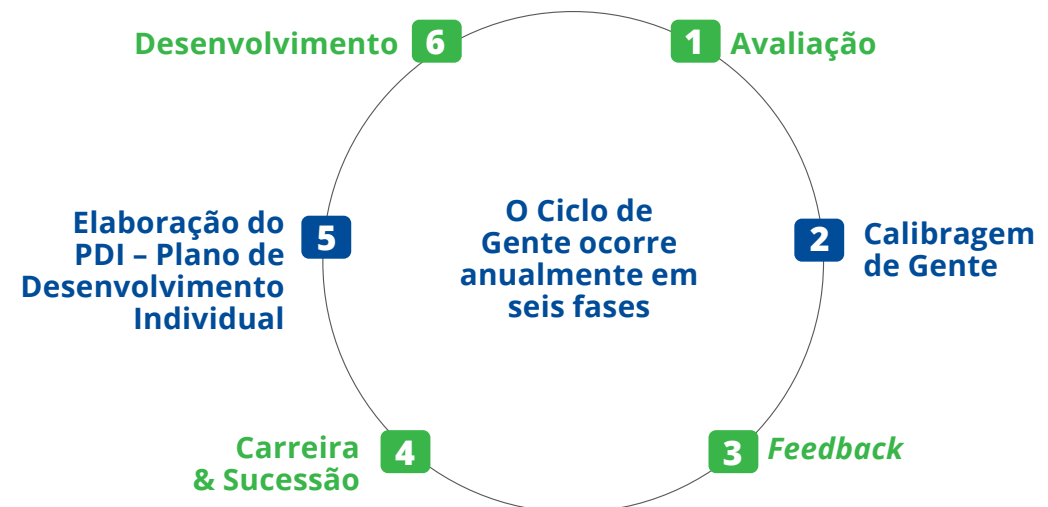 O Ciclo de
Gente ocorre
anualmente em
seis fases
1 Avaliação
2 Calibragem
de Gente
3 Feedback
4 Carreira
& Sucessão
5 Elaboração do
PDI – Plano de
Desenvolvimento
Individual
6 Desenvolvimento